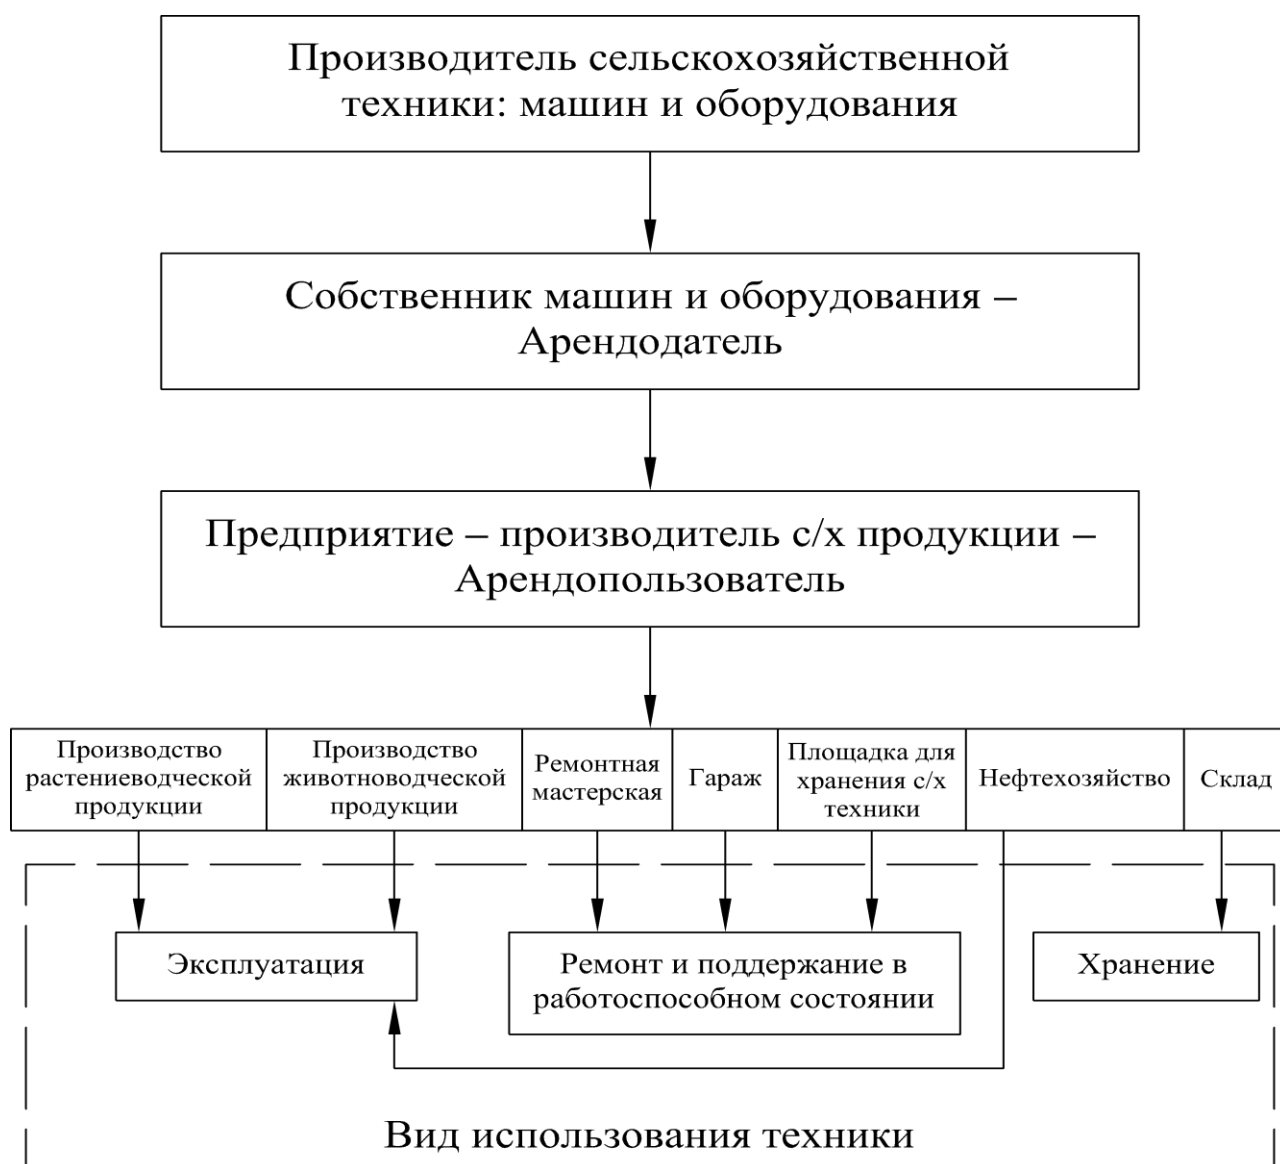 Производитель сельскохозяйственной
техники: машин и оборудования
Собственник машин и оборудования –
Арендодатель
Предприятие – производитель с/х продукции –
Арендопользователь
Производство
растениеводческой
продукции
Производство
животноводческой
продукции
Ремонтная
мастерская
Гараж
Площадка для
хранения с/х
техники
Нефтехозяйство
Склад
Эксплуатация
Ремонт и поддержание в
работоспособном состоянии
Хранение
Вид использования техники